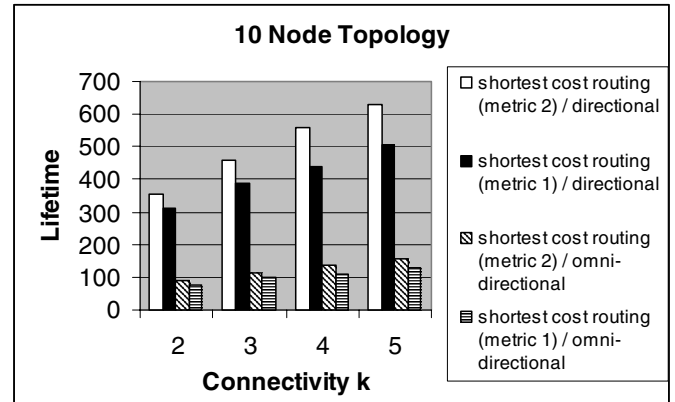 10 Node Topology
700
600
500
400
300
200
100
0
Lifetime
2 3 4 5
Connectivity k
shortest cost routing
(metric 2) / directional
shortest cost routing
(metric 1) / directional
shortest cost routing
(metric 2) / omni-
directional
shortest cost routing
(metric 1) / omni-
directional